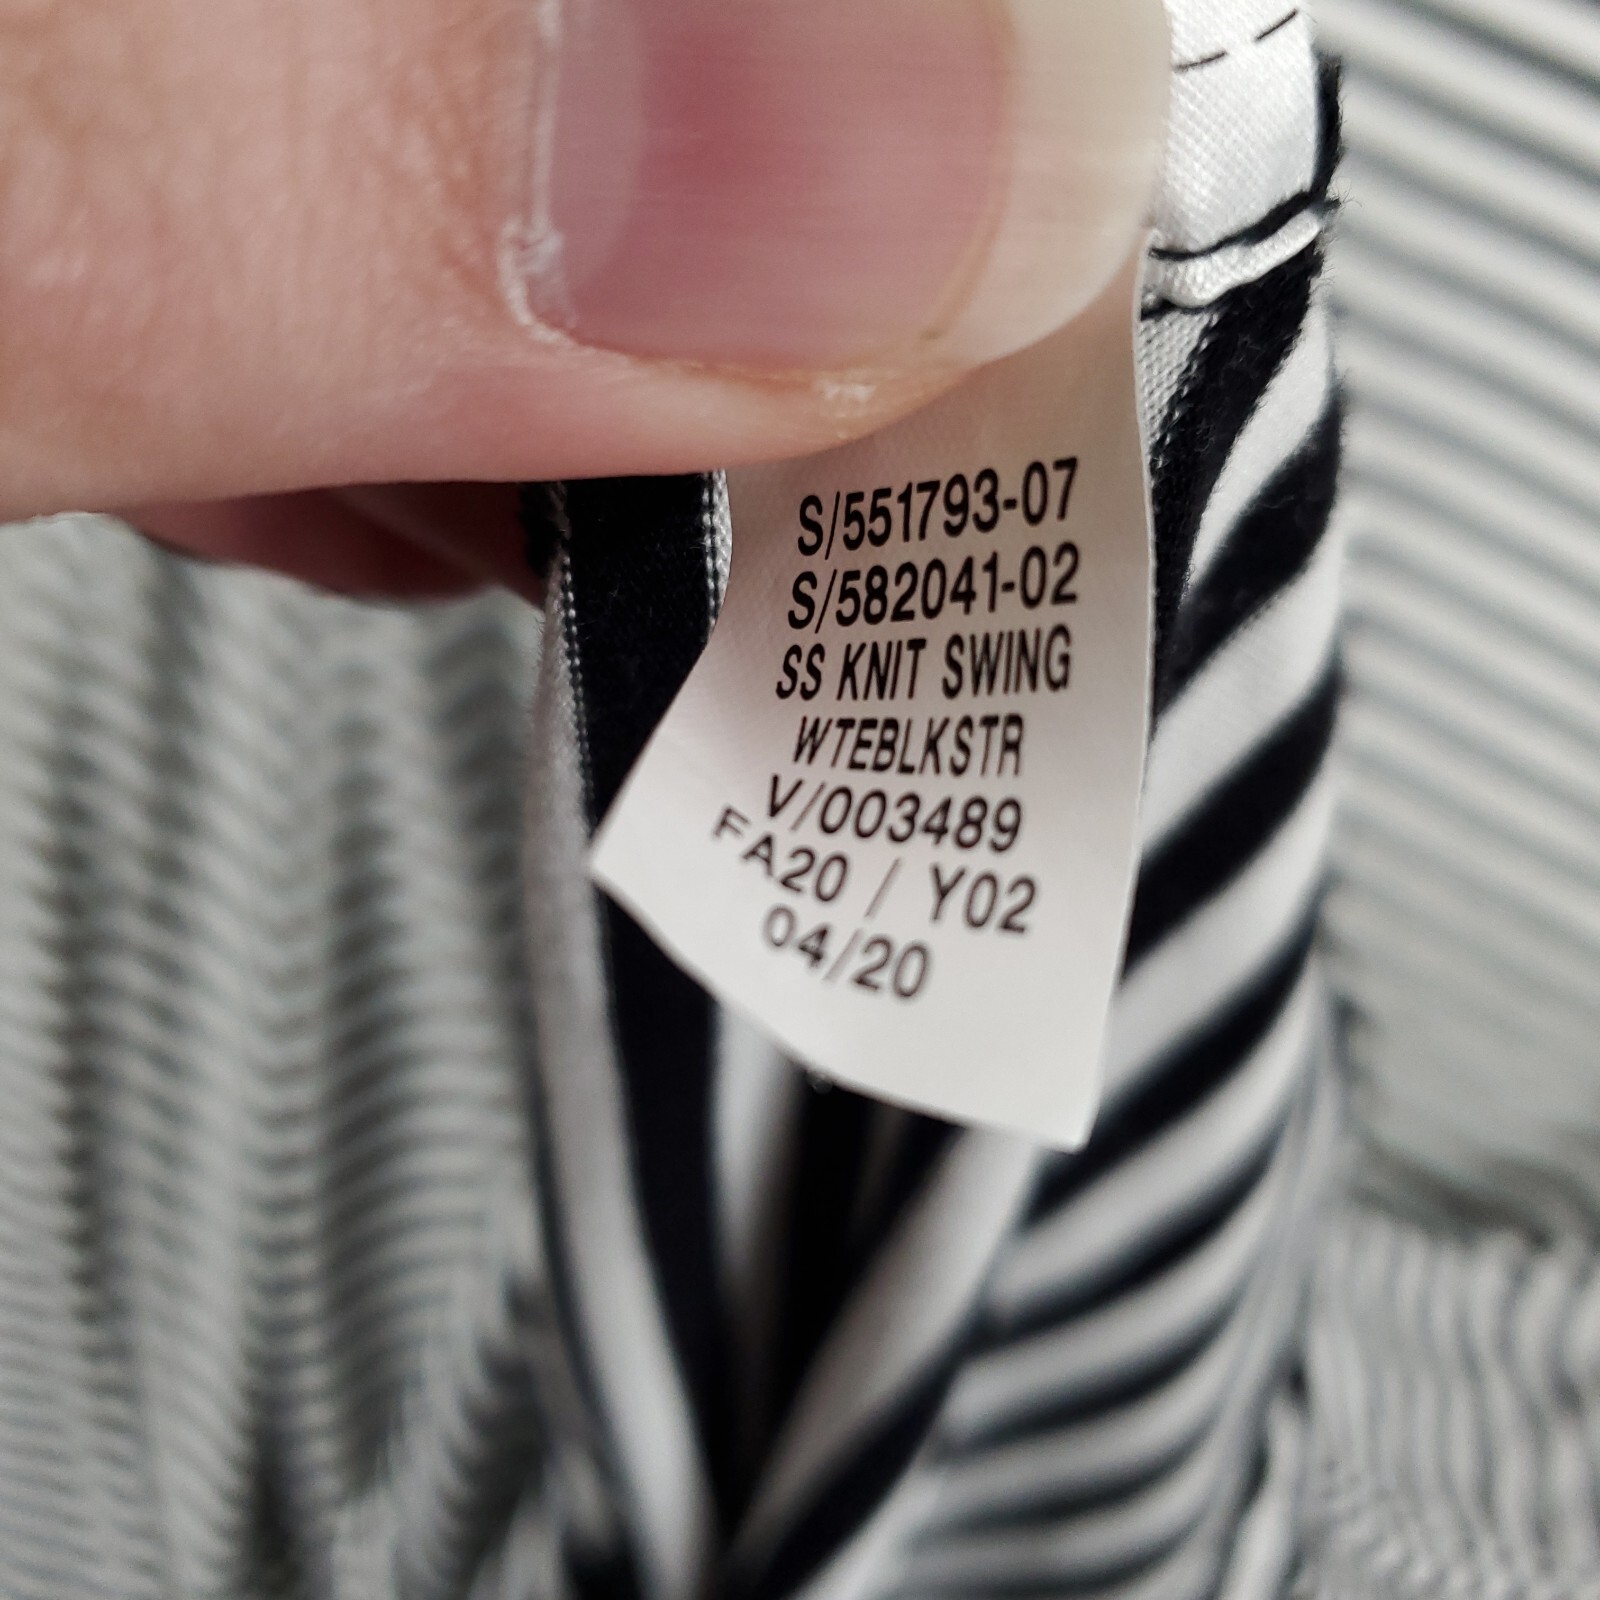 S/551793-07
S/582041-02
SS KNIT SWING
WTEBLKSTR
V/003489
FA20 / Y02
04/20